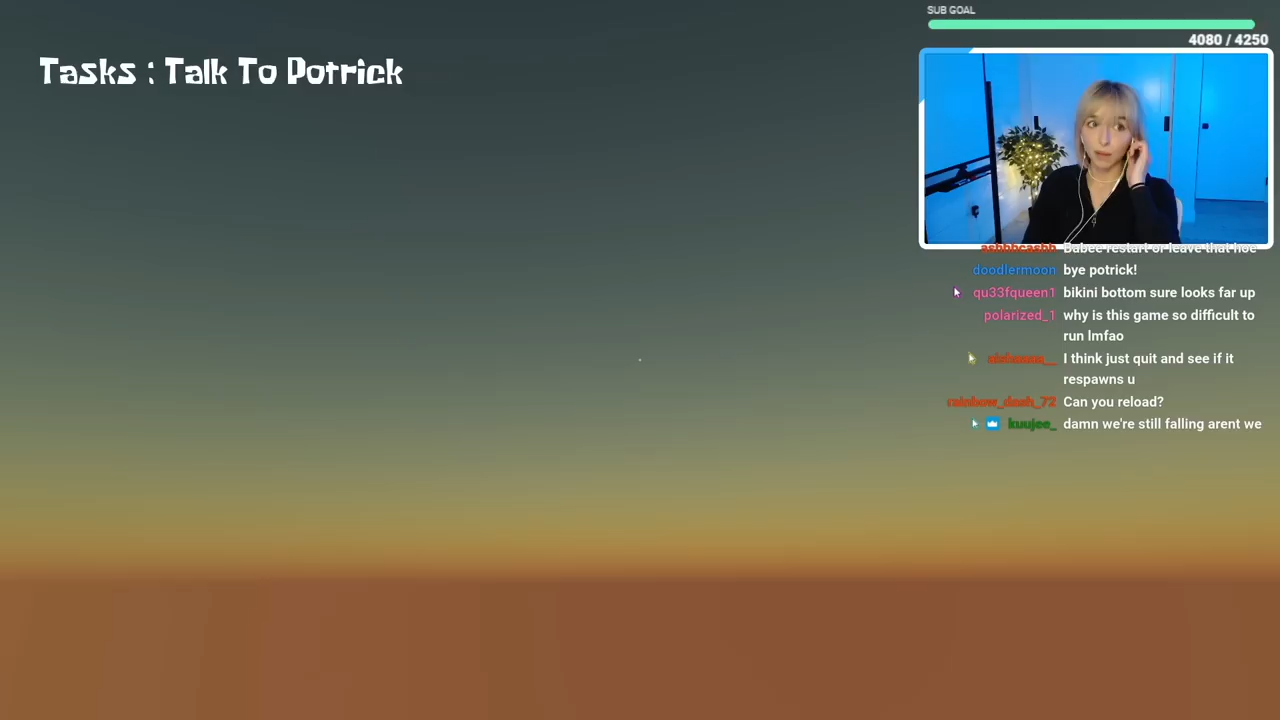 SUB GOAL
4080 / 4250
Tasks : Talk To Potrick
ashhhcashh Babee restart or leave that hoe
doodlermoon bye potrick!
qu33fqueen1 bikini bottom sure looks far up
polarized_1 why is this game so difficult to
run lmfao
I think just quit and see if it
respawns u
rainbow_dash_72 Can you reload?
kuujee_ damn we're still falling arent we